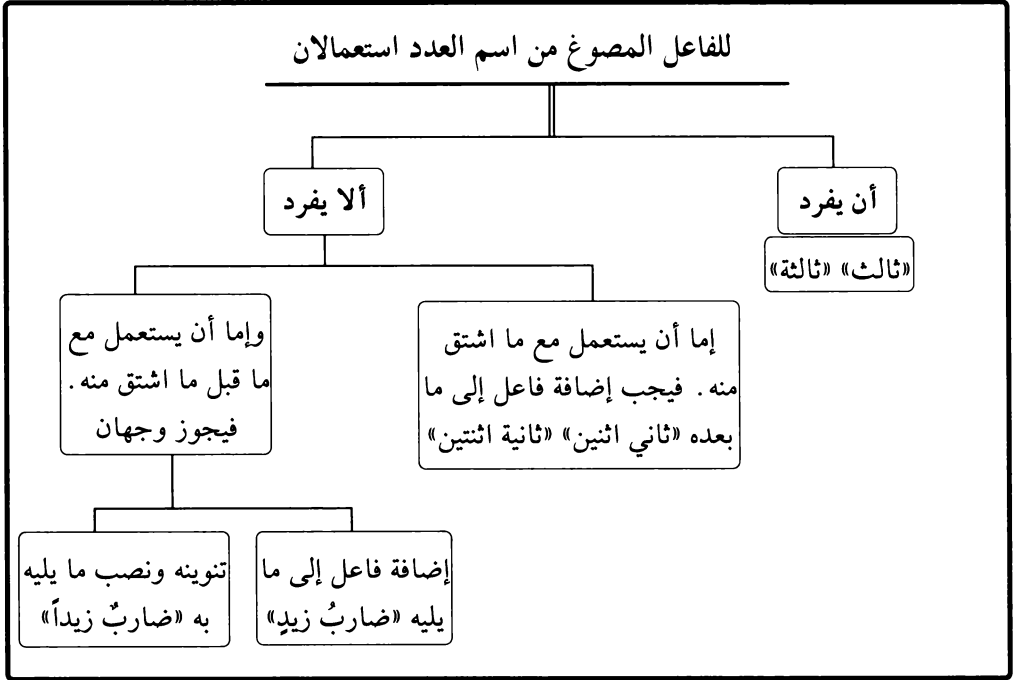 للفاعل المصوغ من اسم العدد استعمالان
أن يفرد
«ثالث» «ثالثة»
ألا يفرد
إما أن يستعمل مع ما اشتق
منه. فيجب إضافة فاعل إلى ما
بعده «ثاني اثنين» «ثانية اثنتين»
وإما أن يستعمل مع
ما قبل ما اشتق منه.
فيجوز وجهان
إضافة فاعل إلى ما
يليه «ضاربُ زيدٍ»
تنوينه ونصب ما يليه
به «ضاربٌ زيداً»